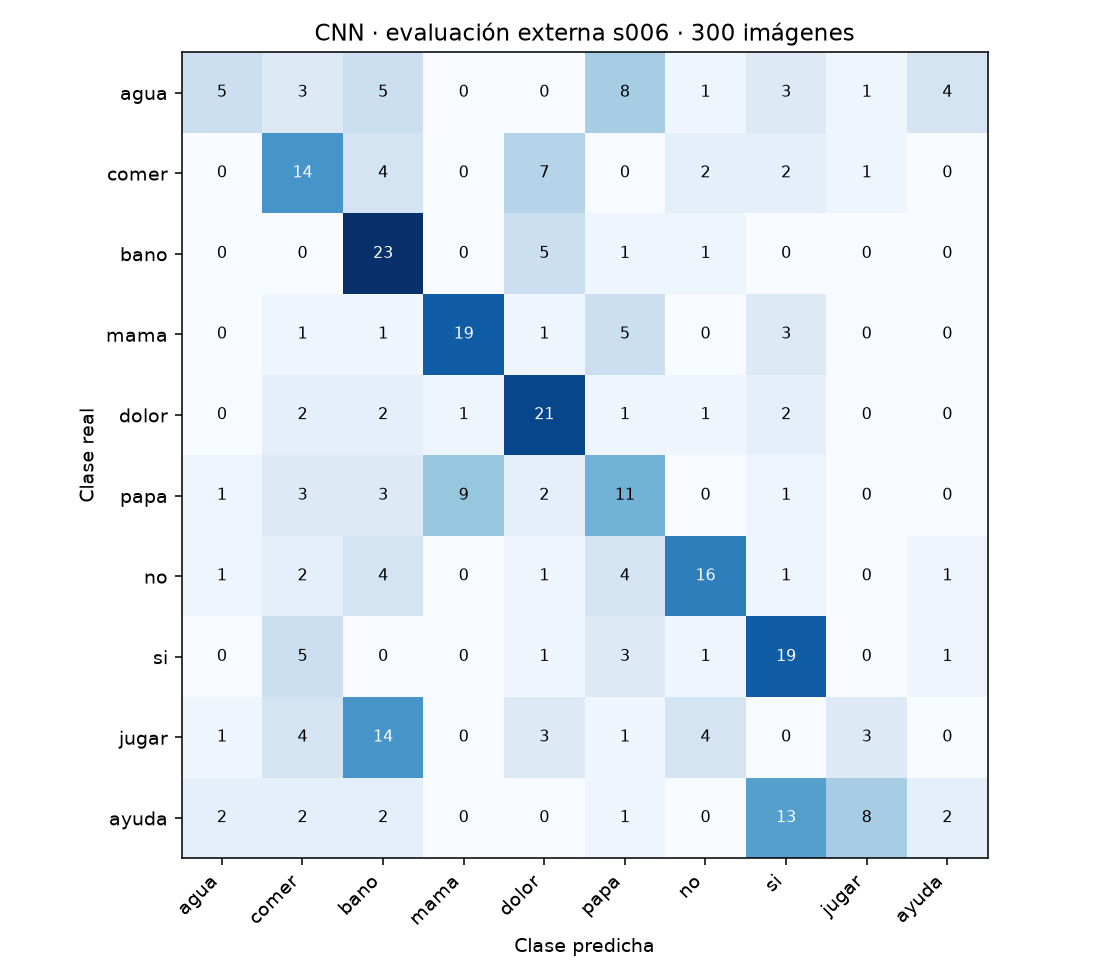 CNN · evaluación externa s006 · 300 imágenes
Clase real
agua 5 3 5 0 0 8 1 3 1 4
comer 0 14 4 0 7 0 2 2 1 0
bano 0 0 23 0 5 1 1 0 0 0
mama 0 1 1 19 1 5 0 3 0 0
dolor 0 2 2 1 21 1 1 2 0 0
papa 1 3 3 9 2 11 0 1 0 0
no 1 2 4 0 1 4 16 1 0 1
si 0 5 0 0 1 3 1 19 0 1
jugar 1 4 14 0 3 1 4 0 3 0
ayuda 2 2 2 0 0 1 0 13 8 2
agua comer bano mama dolor papa no si jugar ayuda
Clase predicha